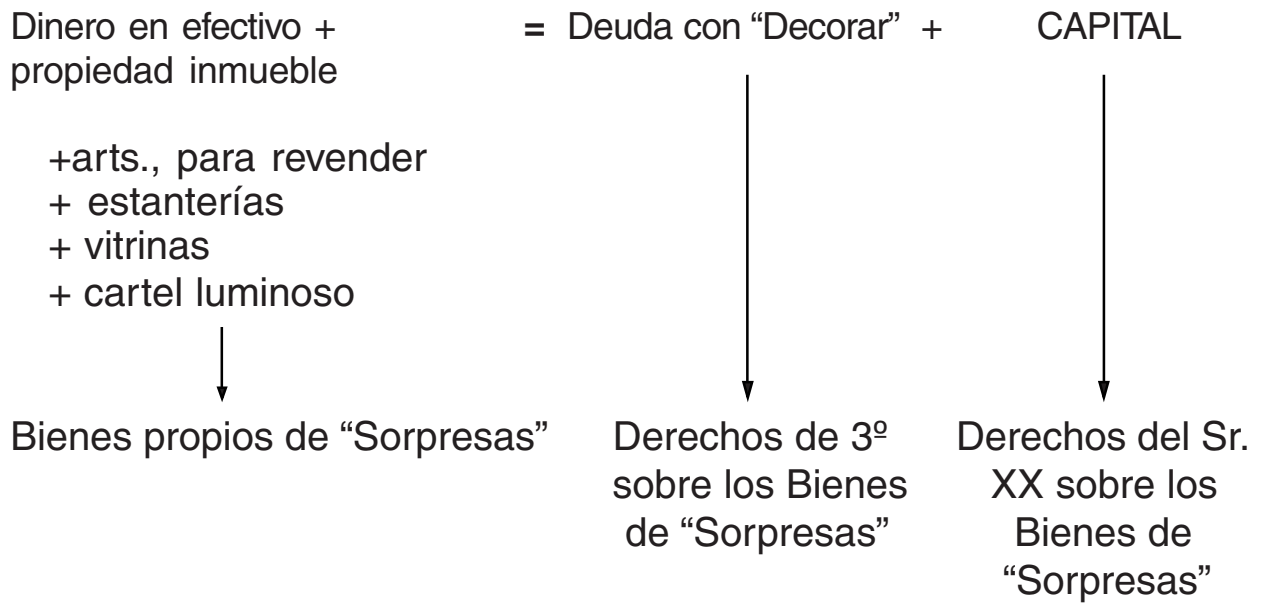 Dinero en efectivo + = Deuda con “Decorar” + CAPITAL
propiedad inmueble
+arts., para revender
+ estanterías
+ vitrinas
+ cartel luminoso
Bienes propios de “Sorpresas”
Derechos de 3º
sobre los Bienes
de “Sorpresas”
Derechos del Sr.
XX sobre los
Bienes de
“Sorpresas”